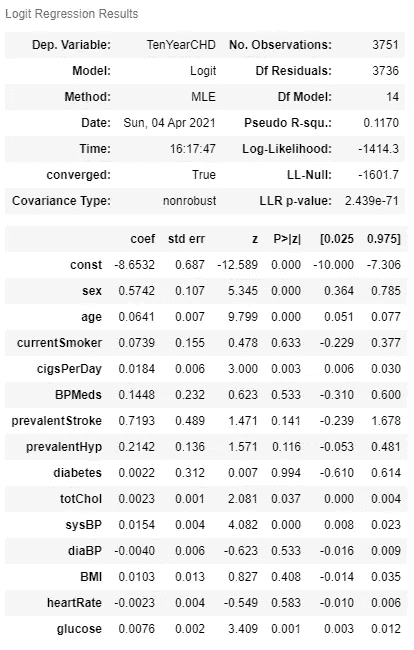 Logit Regression Results
Dep. Variable: TenYearCHD No. Observations: 3751
Model: Logit Df Residuals: 3736
Method: MLE Df Model: 14
Date: Sun, 04 Apr 2021 Pseudo R-squ.: 0.1170
Time: 16:17:47 Log-Likelihood: -1414.3
converged: True LL-Null: -1601.7
Covariance Type: nonrobust LLR p-value: 2.439e-71
coef std err z P>|z| [0.025 0.975]
const -8.6532 0.687 -12.589 0.000 -10.000 -7.306
sex 0.5742 0.107 5.345 0.000 0.364 0.785
age 0.0641 0.007 9.799 0.000 0.051 0.077
currentSmoker 0.0739 0.155 0.478 0.633 -0.229 0.377
cigsPerDay 0.0184 0.006 3.000 0.003 0.006 0.030
BPMeds 0.1448 0.232 0.623 0.533 -0.310 0.600
prevalentStroke 0.7193 0.489 1.471 0.141 -0.239 1.678
prevalentHyp 0.2142 0.136 1.571 0.116 -0.053 0.481
diabetes 0.0022 0.312 0.007 0.994 -0.610 0.614
totChol 0.0023 0.001 2.081 0.037 0.000 0.004
sysBP 0.0154 0.004 4.082 0.000 0.008 0.023
diaBP -0.0040 0.006 -0.623 0.533 -0.016 0.009
BMI 0.0103 0.013 0.827 0.408 -0.014 0.035
heartRate -0.0023 0.004 -0.549 0.583 -0.010 0.006
glucose 0.0076 0.002 3.409 0.001 0.003 0.012